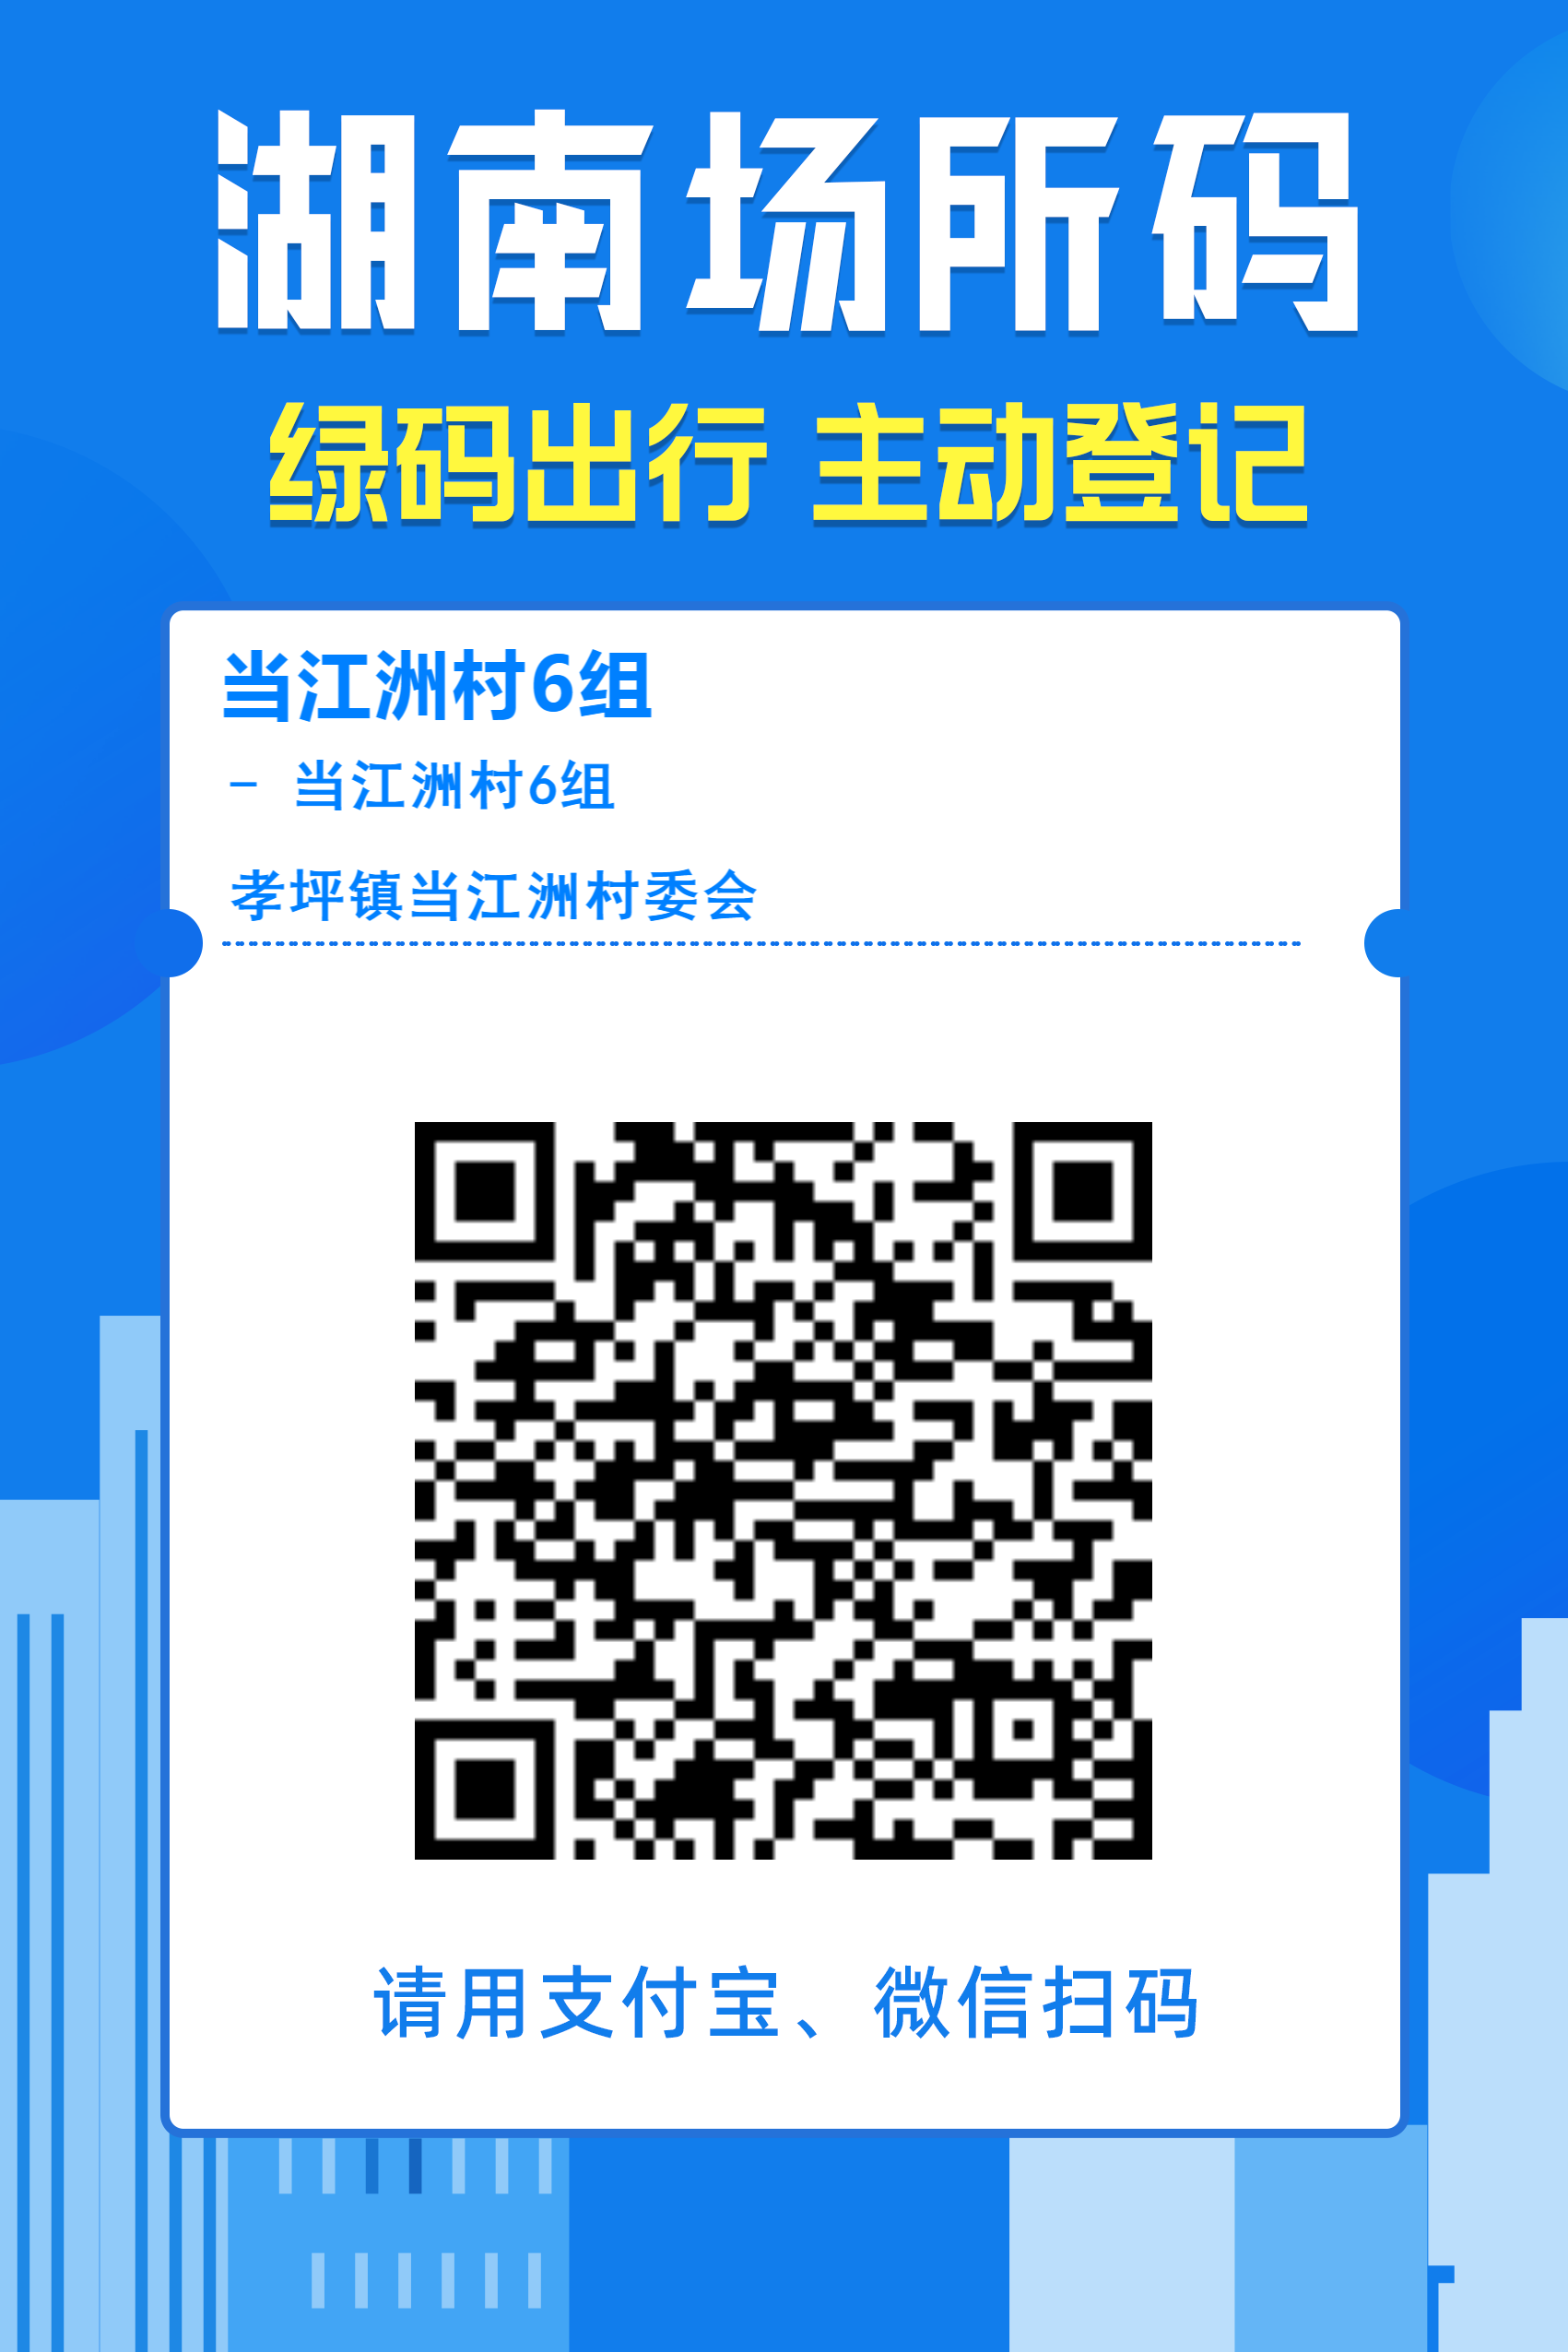 湖南场所码
绿码出行 主动登记
当江洲村6组
- 当江洲村6组
孝坪镇当江洲村委会
请用支付宝、微信扫码